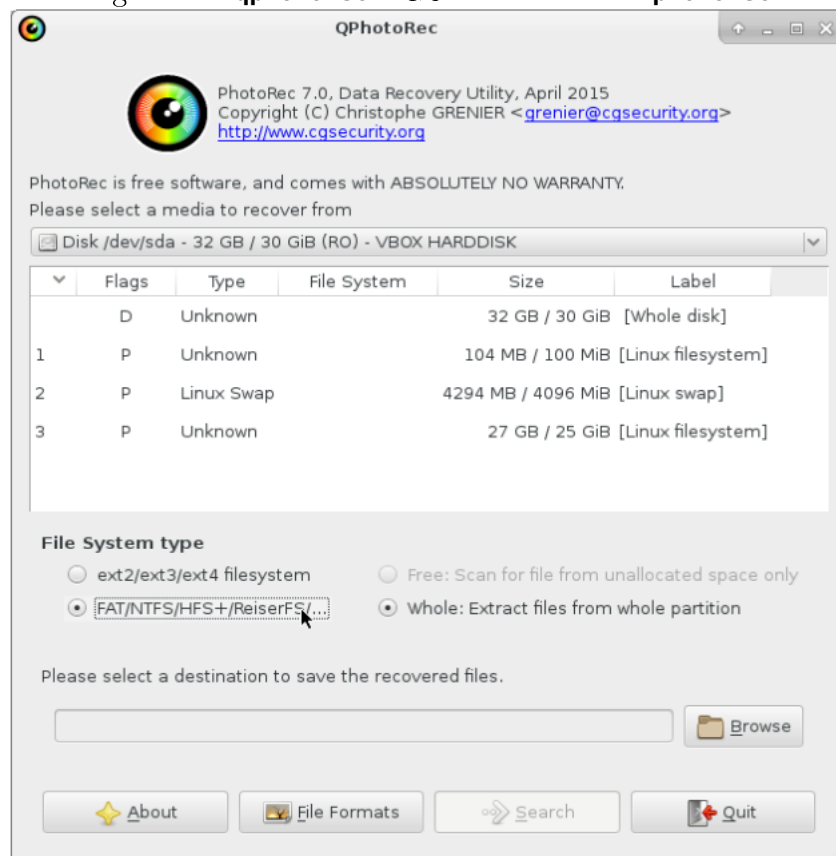 QPhotoRec
PhotoRec 7.0, Data Recovery Utility, April 2015
Copyright (C) Christophe GRENIER <grenier@cgsecurity.org>
http://www.cgsecurity.org
PhotoRec is free software, and comes with ABSOLUTELY NO WARRANTY.
Please select a media to recover from
Disk /dev/sda - 32 GB / 30 GiB (RO) - VBOX HARDDISK
Flags Type File System Size Label
D Unknown 32 GB / 30 GiB [Whole disk]
1 P Unknown 104 MB / 100 MiB [Linux filesystem]
2 P Linux Swap 4294 MB / 4096 MiB [Linux swap]
3 P Unknown 27 GB / 25 GiB [Linux filesystem]
File System type
ext2/ext3/ext4 filesystem Free: Scan for file from unallocated space only
FAT/NTFS/HFS+/ReiserFS/... Whole: Extract files from whole partition
Please select a destination to save the recovered files.
Browse
About File Formats Search Quit